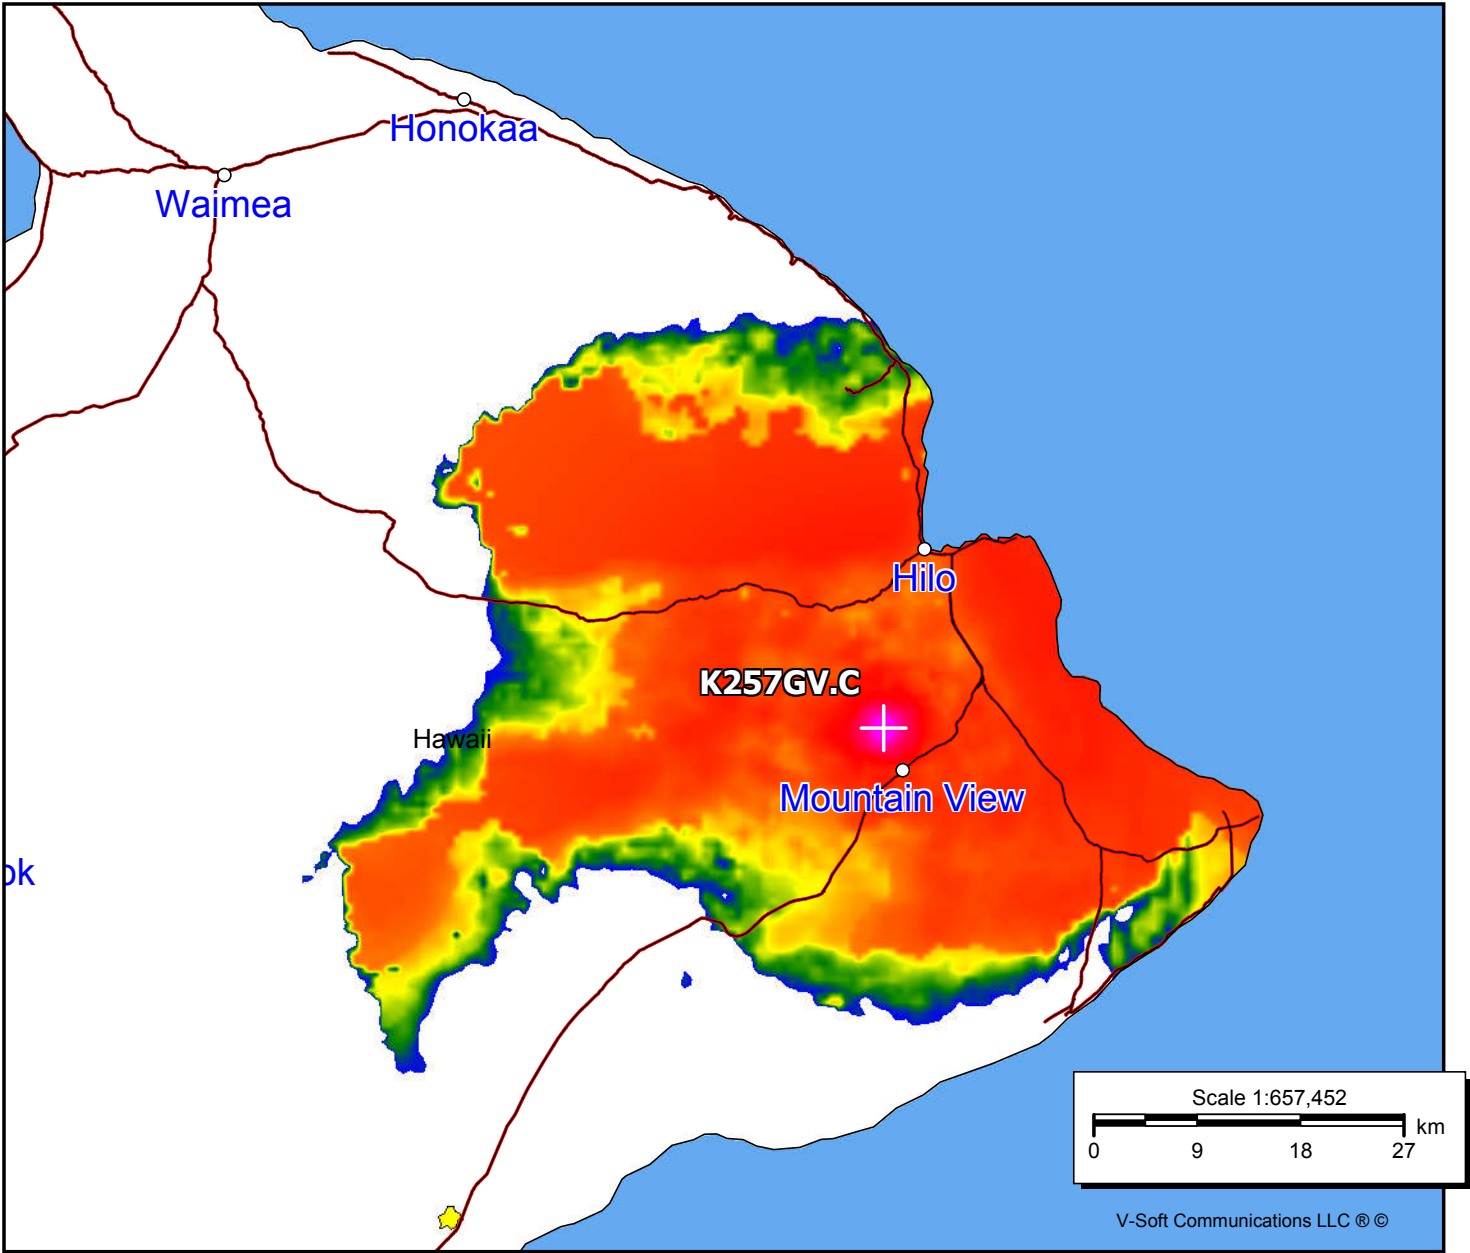 Honokaa
Waimea
Hilo
K257GV.C
Hawaii
Mountain View
ok
Scale 1:657,452
km
0 9 18 27
V-Soft Communications LLC ® ©